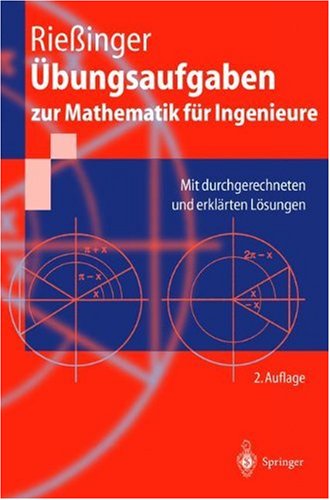 Rießinger
Übungsaufgaben
zur Mathematik für Ingenieure
Mit durchgerechneten
und erklärten Lösungen
π+x
π-x
x
2π-x
x
-x
2. Auflage
Springer